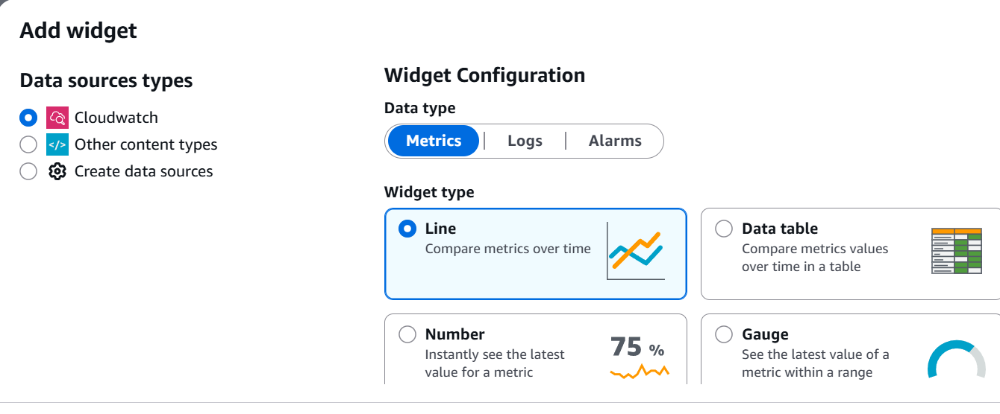 Add widget
Data sources types
Cloudwatch
</> Other content types
Create data sources
Widget Configuration
Data type
Metrics | Logs | Alarms
Widget type
Line
Compare metrics over time
Data table
Compare metrics values
over time in a table
Number
Instantly see the latest
value for a metric
75 %
Gauge
See the latest value of a
metric within a range